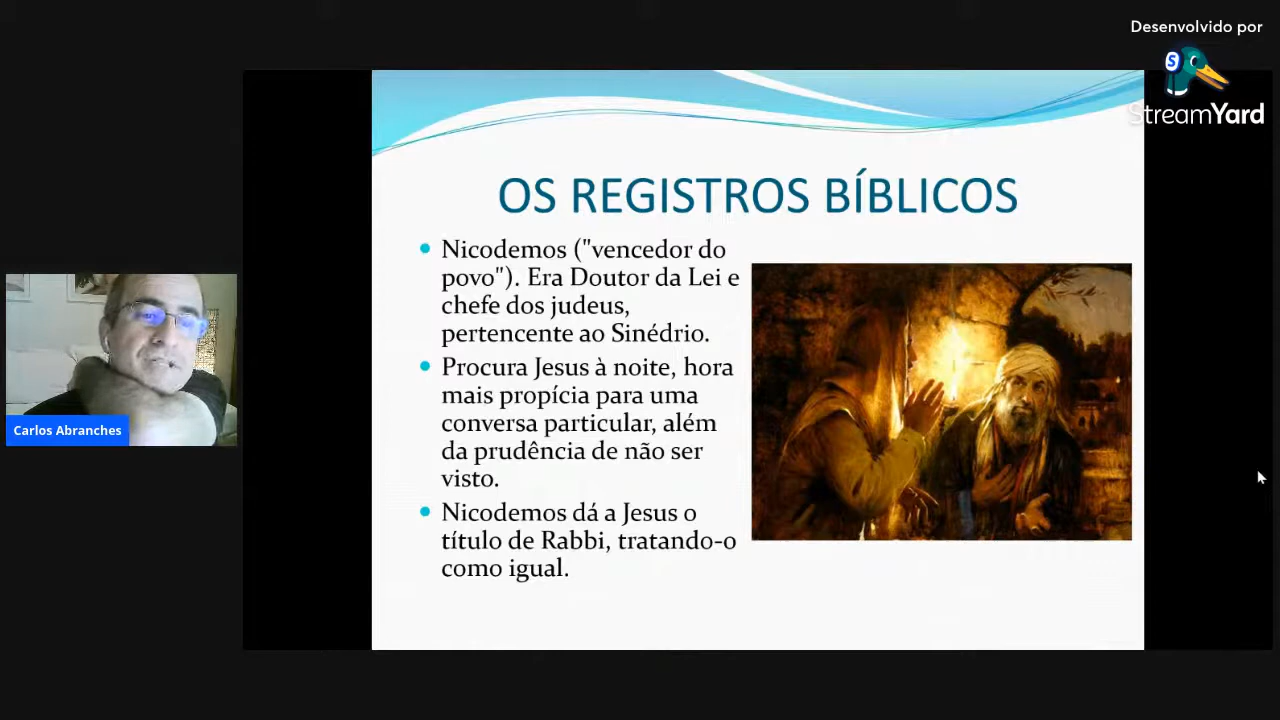 Desenvolvido por
StreamYard
OS REGISTROS BÍBLICOS
Nicodemos ("vencedor do
povo"). Era Doutor da Lei e
chefe dos judeus,
pertencente ao Sinédrio.
Procura Jesus à noite, hora
mais propícia para uma
conversa particular, além
da prudência de não ser
visto.
Nicodemos dá a Jesus o
título de Rabbi, tratando-o
como igual.
Carlos Abranches